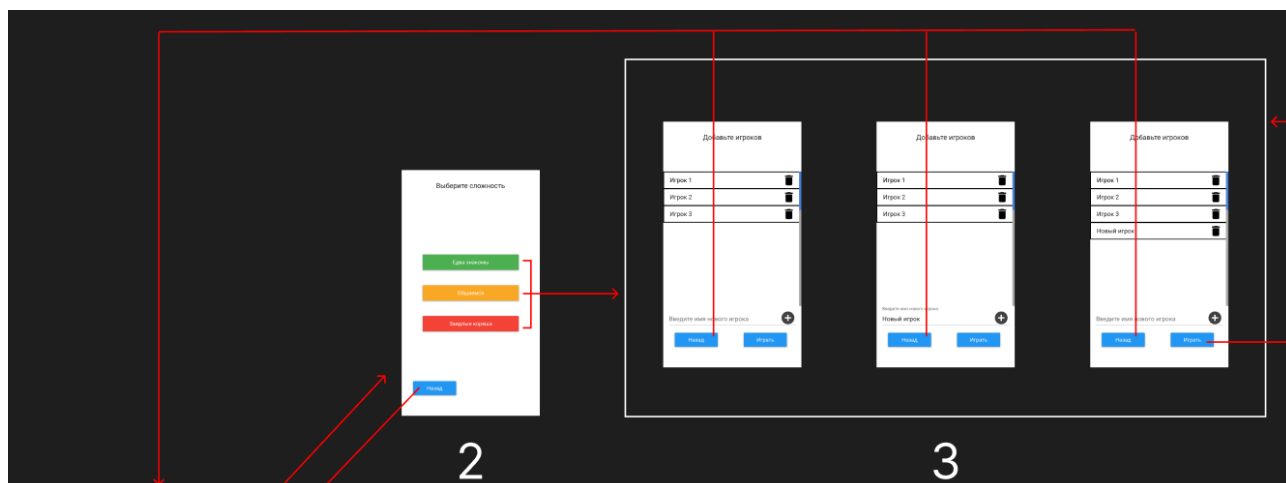 Добавьте игроков
Игрок 1
Игрок 2
Игрок 3
Введите имя нового игрока
Назад
Играть
Добавьте игроков
Игрок 1
Игрок 2
Игрок 3
Введите имя нового игрока
Новый игрок
Назад
Играть
Добавьте игроков
Игрок 1
Игрок 2
Игрок 3
Новый игрок
Введите имя нового игрока
Назад
Играть
Выберите сложность
Едва знакомы
Общаемся
Заядлые кореша
Назад
2
3